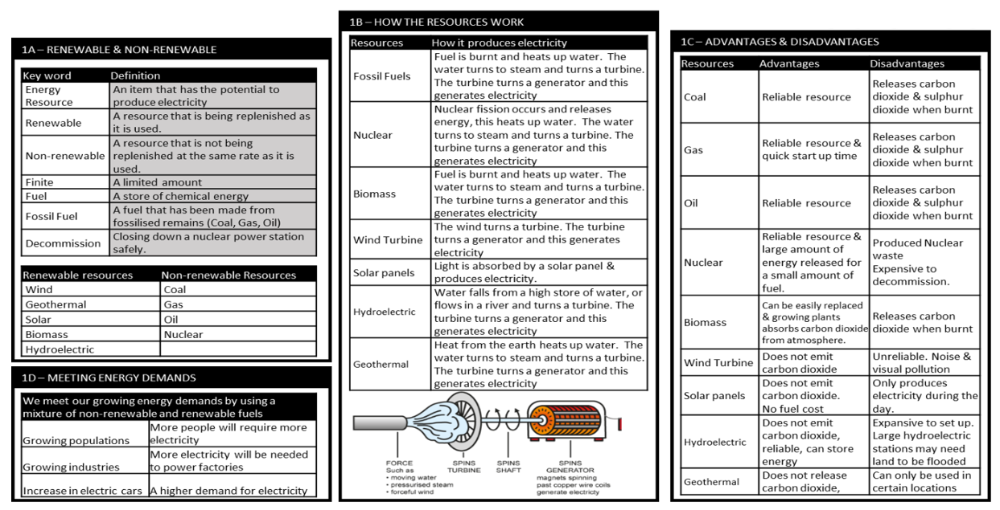 1A – RENEWABLE & NON-RENEWABLE
Key word Definition
Energy Resource An item that has the potential to
produce electricity
Renewable A resource that is being replenished as
it is used.
Non-renewable A resource that is not being
replenished at the same rate as it is
used.
Finite A limited amount
Fuel A store of chemical energy
Fossil Fuel A fuel that has been made from
fossilised remains (Coal, Gas, Oil)
Decommission Closing down a nuclear power station
safely.
Renewable resources Non-renewable Resources
Wind Coal
Geothermal Gas
Solar Oil
Biomass Nuclear
Hydroelectric
1D – MEETING ENERGY DEMANDS
We meet our growing energy demands by using a
mixture of non-renewable and renewable fuels
Growing populations More people will require more
electricity
Growing industries More electricity will be needed
to power factories
Increase in electric cars A higher demand for electricity
1B – HOW THE RESOURCES WORK
Resources How it produces electricity
Fossil Fuels Fuel is burnt and heats up water. The
water turns to steam and turns a turbine.
The turbine turns a generator and this
generates electricity
Nuclear Nuclear fission occurs and releases
energy, this heats up water. The water
turns to steam and turns a turbine. The
turbine turns a generator and this
generates electricity
Biomass Fuel is burnt and heats up water. The
water turns to steam and turns a turbine.
The turbine turns a generator and this
generates electricity
Wind Turbine The wind turns a turbine. The turbine
turns a generator and this generates
electricity
Solar panels Light is absorbed by a solar panel &
produces electricity.
Hydroelectric Water falls from a high store of water, or
flows in a river and turns a turbine. The
turbine turns a generator and this
generates electricity
Geothermal Heat from the earth heats up water. The
water turns to steam and turns a turbine.
The turbine turns a generator and this
generates electricity
FORCE
Such as
• moving water
• pressurised steam
• forceful wind
SPINS
TURBINE
SPINS
SHAFT
SPINS
GENERATOR
magnets spinning
past copper wire coils
generate electricty
1C – ADVANTAGES & DISADVANTAGES
Resources Advantages Disadvantages
Coal Reliable resource Releases carbon
dioxide & sulphur
dioxide when burnt
Gas Reliable resource &
quick start up time Releases carbon
dioxide & sulphur
dioxide when burnt
Oil Reliable resource Releases carbon
dioxide & sulphur
dioxide when burnt
Nuclear Reliable resource &
large amount of
energy released for
a small amount of
fuel. Produced Nuclear
waste
Expensive to
decommission.
Biomass Can be easily replaced
& growing plants
absorbs carbon dioxide
from atmosphere. Releases carbon
dioxide when burnt
Wind Turbine Does not emit
carbon dioxide Unreliable. Noise &
visual pollution
Solar panels Does not emit
carbon dioxide.
No fuel cost Only produces
electricity during the
day.
Hydroelectric Does not emit
carbon dioxide,
reliable, can store
energy Expansive to set up.
Large hydroelectric
stations may need
land to be flooded
Geothermal Does not release
carbon dioxide, Can only be used in
certain locations